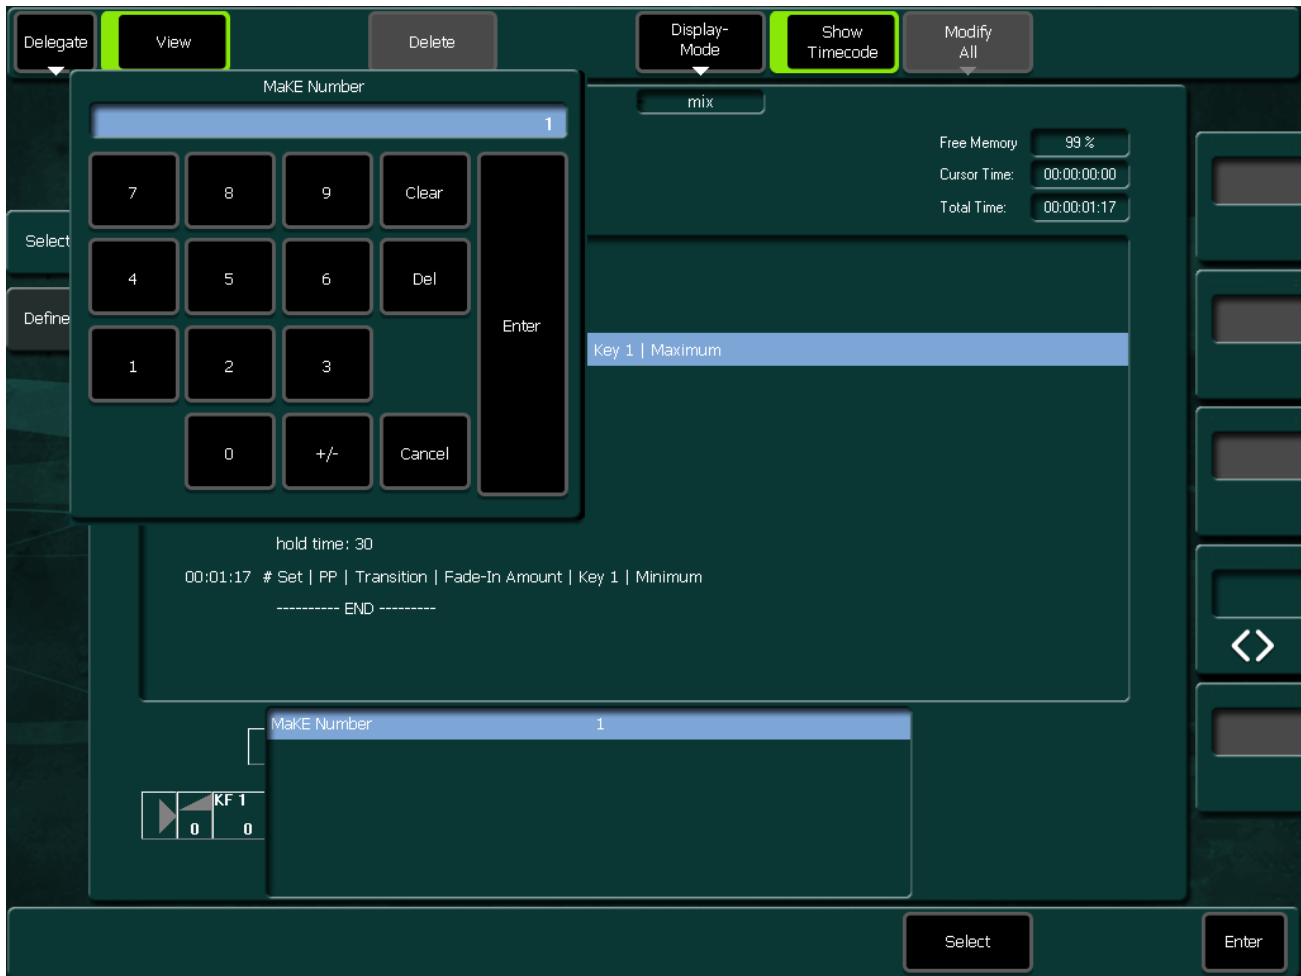 Delegate
View
Delete
Display-
Mode
Show
Timecode
Modify
All
MaKE Number
1
mix
Free Memory 99 %
Cursor Time: 00:00:00:00
Total Time: 00:00:01:17
7 8 9 Clear
4 5 6 Del
1 2 3
0 +/- Cancel
Enter
Select
Define
Key 1 | Maximum
hold time: 30
00:01:17 # Set | PP | Transition | Fade-In Amount | Key 1 | Minimum
---------- END ---------
MaKE Number 1
KF 1
0 0
Select
Enter